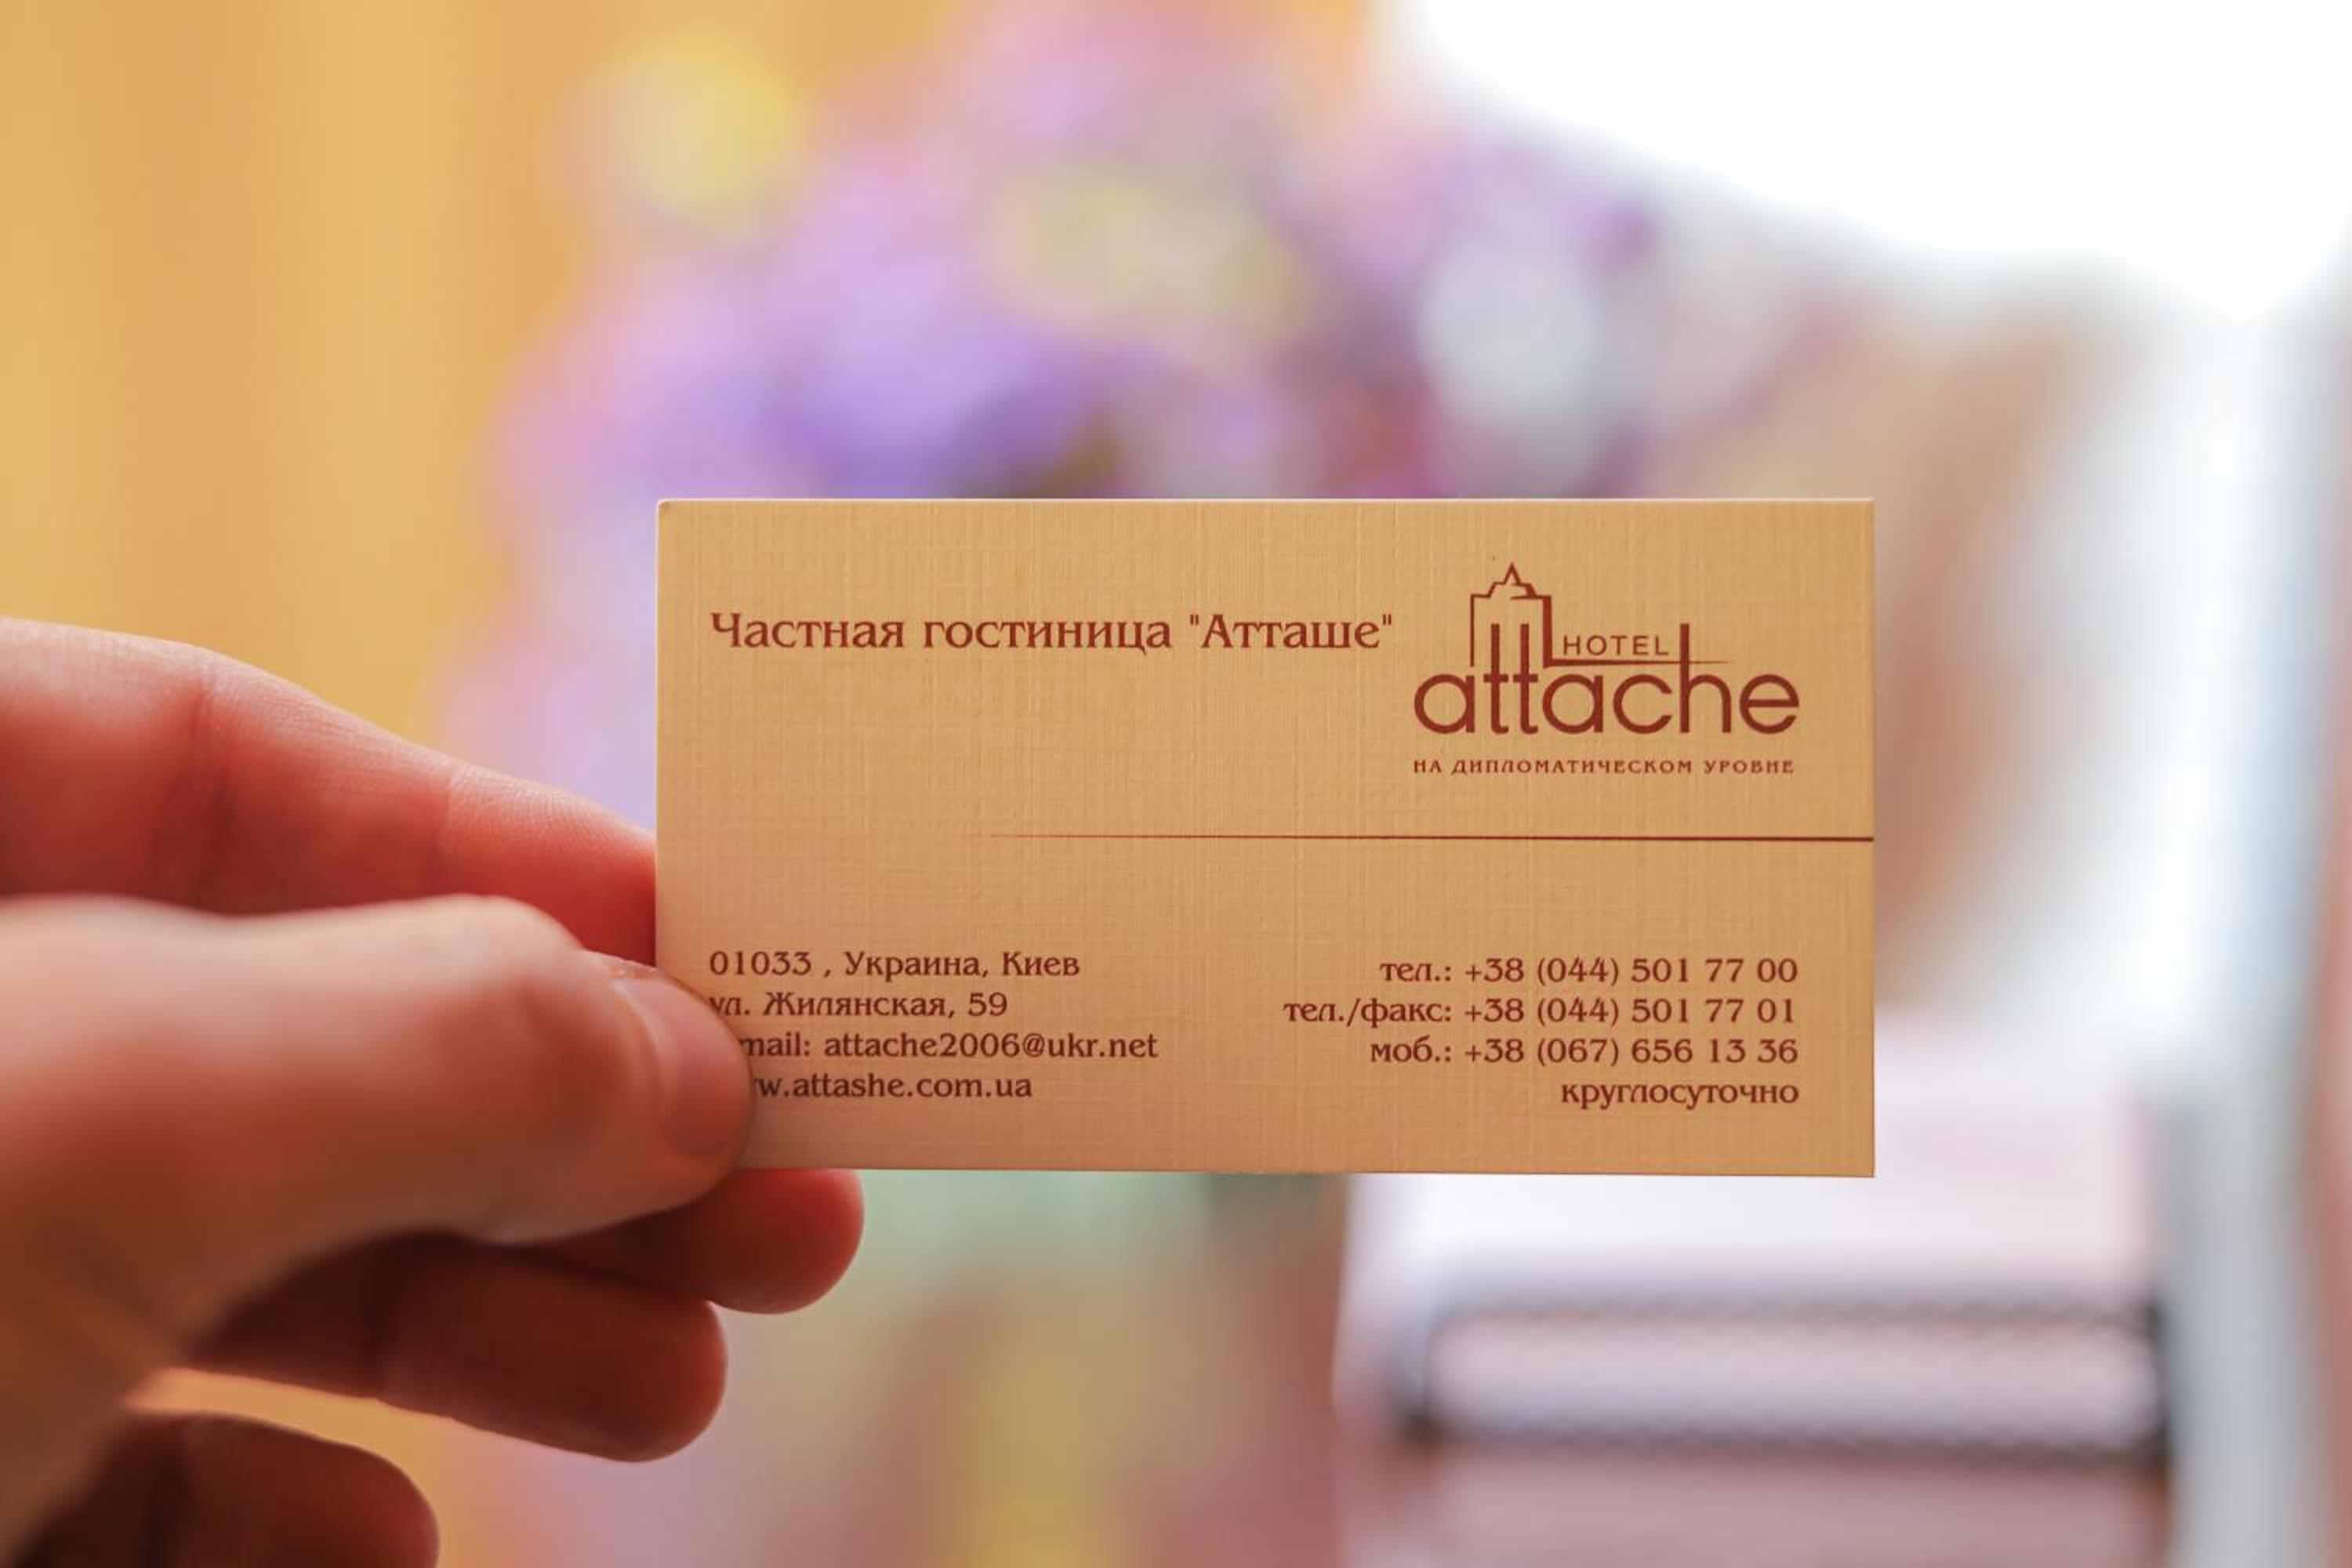 Частная гостиница "Атташе"
HOTEL
attache
НА ДИПЛОМАТИЧЕСКОМ УРОВНЕ
01033 , Украина, Киев
ул. Жилянская, 59
mail: attache2006@ukr.net
w.attashe.com.ua
тел.: +38 (044) 501 77 00
тел./факс: +38 (044) 501 77 01
моб.: +38 (067) 656 13 36
круглосуточно